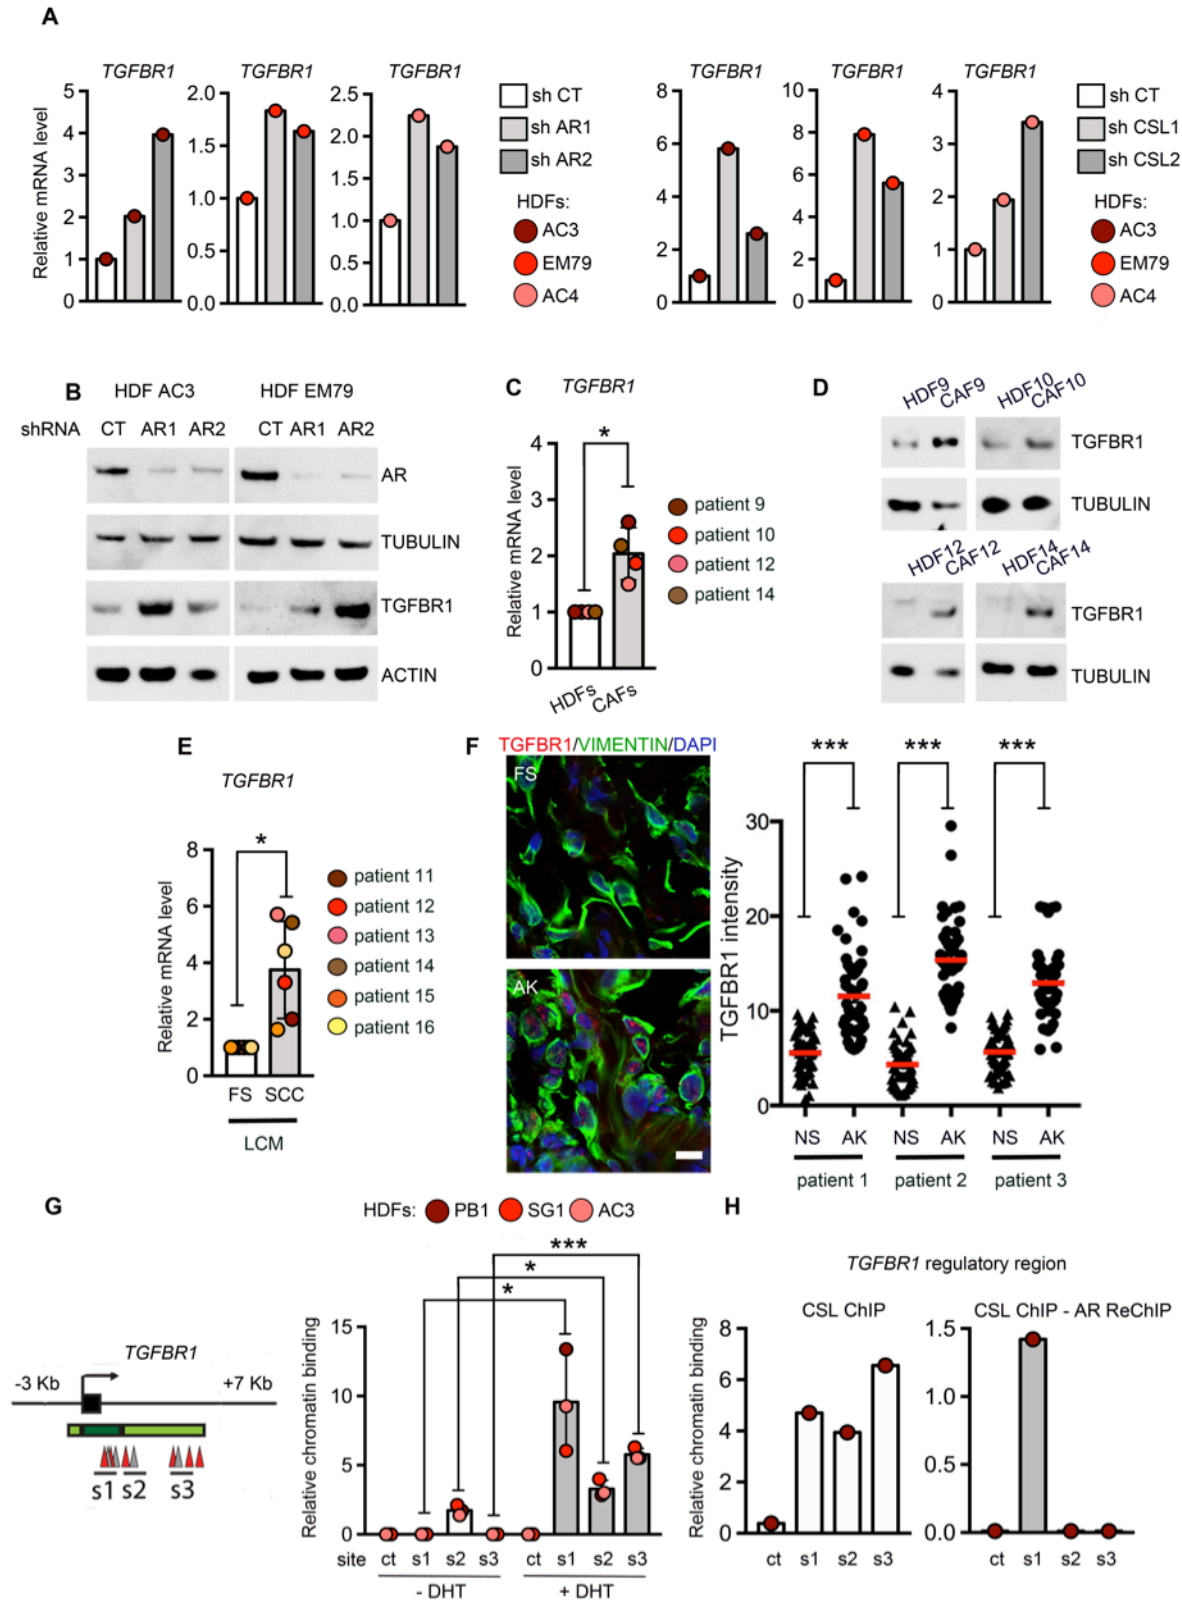 A
TGFBR1 TGFBR1 TGFBR1
Relative mRNA level
5
4
3
2
1
0
2.0
1.5
1.0
0.5
0.0
2.5
2.0
1.5
1.0
0.5
0.0
sh CT
sh AR1
sh AR2
HDFs:
AC3
EM79
AC4
TGFBR1 TGFBR1 TGFBR1
8
6
4
2
0
10
8
6
4
2
0
4
3
2
1
0
sh CT
sh CSL1
sh CSL2
HDFs:
AC3
EM79
AC4
B
HDF AC3 HDF EM79
shRNA CT AR1 AR2 CT AR1 AR2
AR
TUBULIN
TGFBR1
ACTIN
C
TGFBR1
*
Relative mRNA level
4
3
2
1
0
HDFs CAFs
patient 9
patient 10
patient 12
patient 14
D
HDF9 CAF9 HDF10 CAF10
TGFBR1
TUBULIN
HDF12 CAF12 HDF14 CAF14
TGFBR1
TUBULIN
E
TGFBR1
*
Relative mRNA level
8
6
4
2
0
FS SCC
LCM
patient 11
patient 12
patient 13
patient 14
patient 15
patient 16
F
TGFBR1/VIMENTIN/DAPI
FS
AK
*** *** ***
TGFBR1 intensity
30
20
10
0
NS AK NS AK NS AK
patient 1 patient 2 patient 3
G
TGFBR1
-3 Kb +7 Kb
s1 s2 s3
HDFs: PB1 SG1 AC3
***
*
*
Relative chromatin binding
15
10
5
0
site ct s1 s2 s3 ct s1 s2 s3
- DHT + DHT
H
TGFBR1 regulatory region
CSL ChIP CSL ChIP - AR ReChIP
Relative chromatin binding
8
6
4
2
0
ct s1 s2 s3
1.5
1.0
0.5
0.0
ct s1 s2 s3